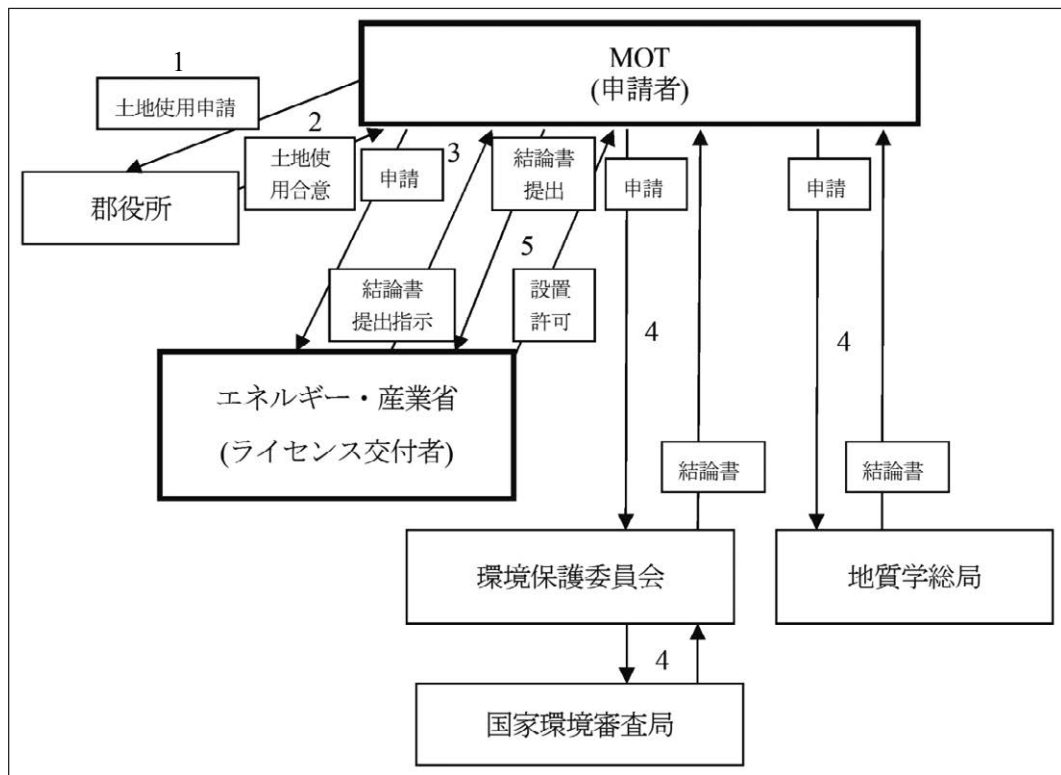 MOT
(申請者)
1
土地使用申請
2
土地使
用合意
申請
3
結論書
提出
申請
申請
郡役所
5
結論書
提出指示
設置
許可
4
4
エネルギー・産業省
(ライセンス交付者)
結論書
結論書
環境保護委員会
地質学総局
4
国家環境審査局